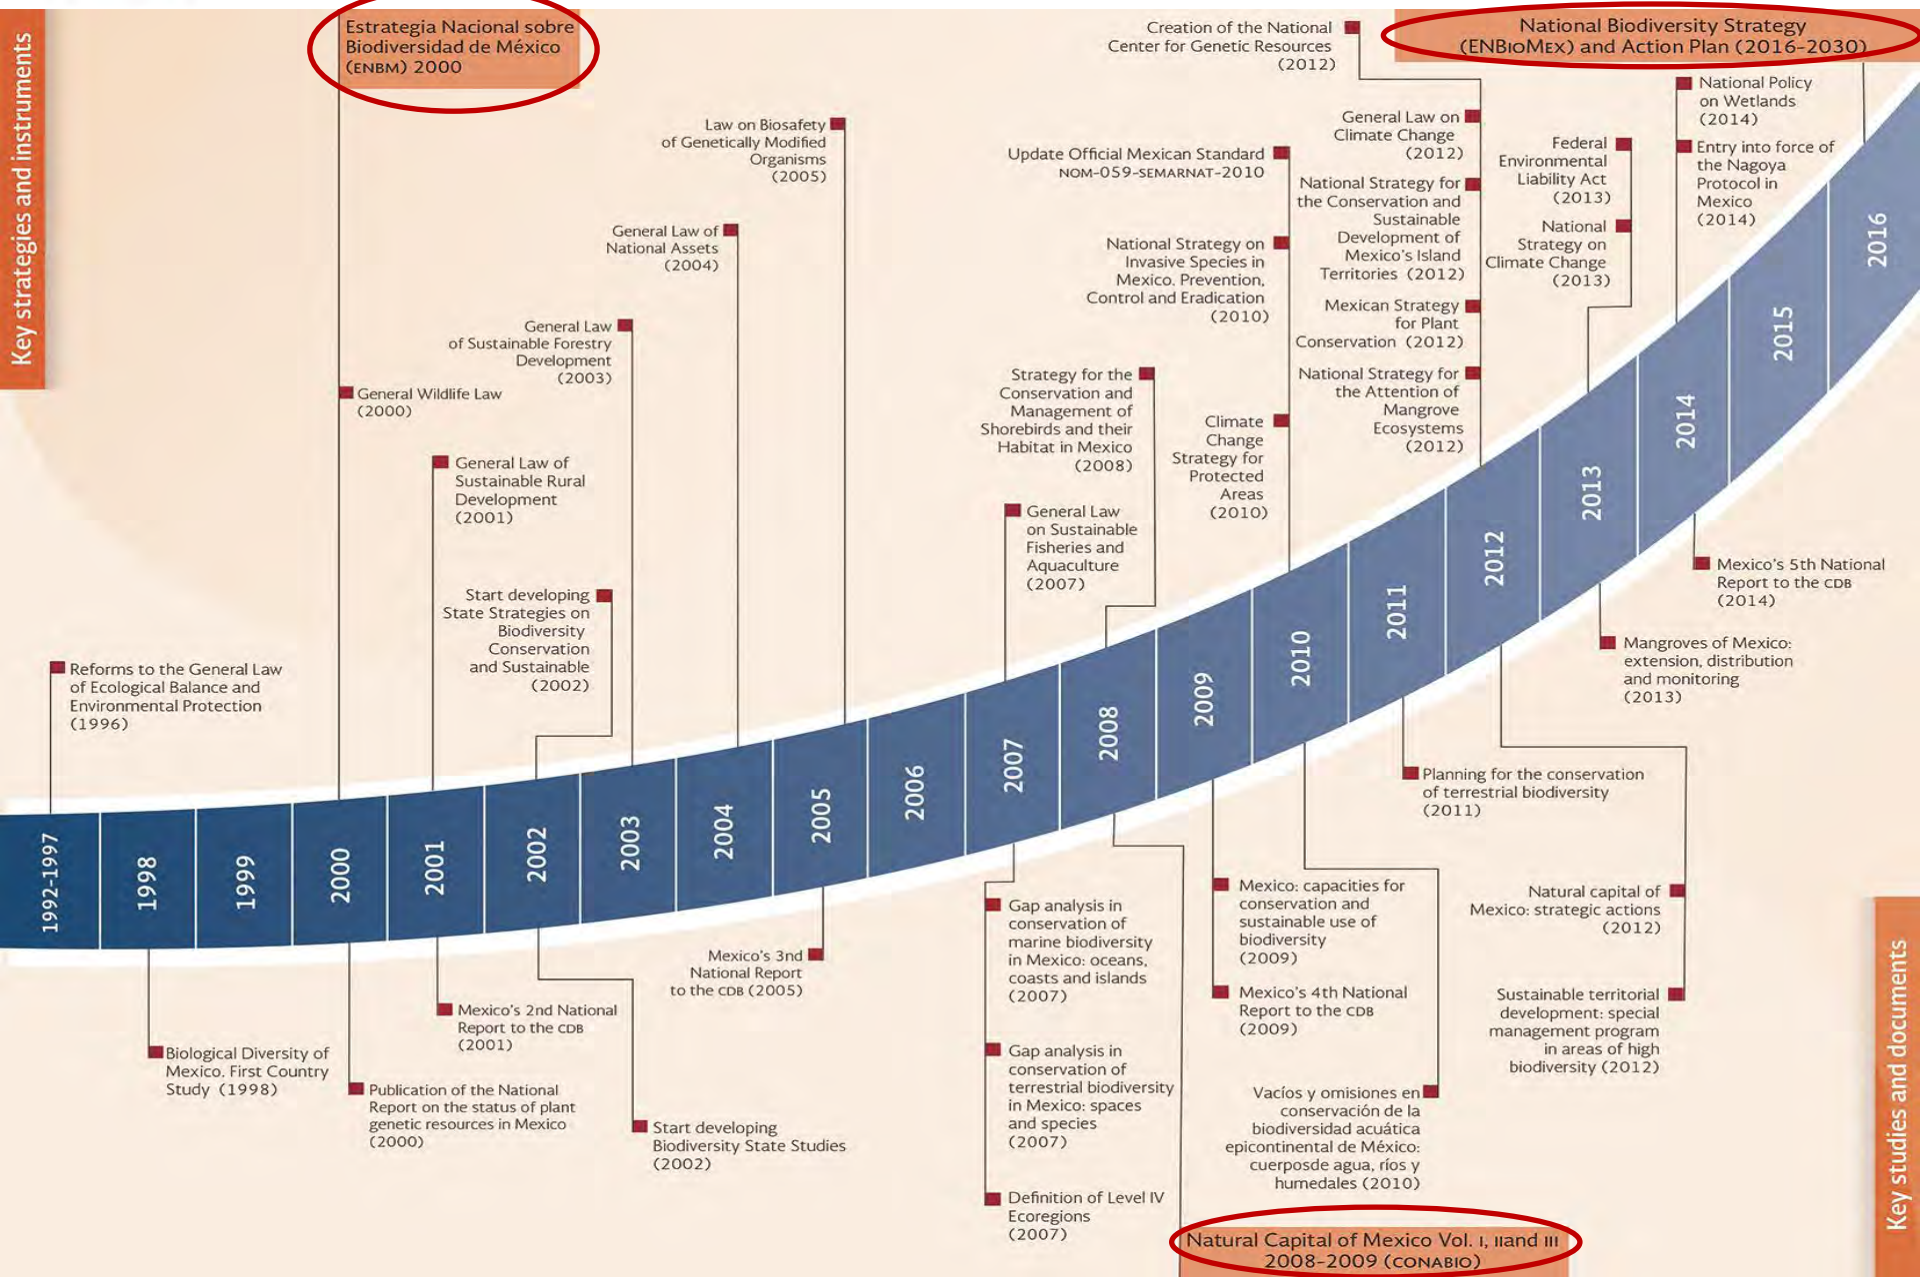 Key strategies and instruments
Estrategia Nacional sobre
Biodiversidad de México
(ENBM) 2000
General Wildlife Law
(2000)
Reforms to the General Law
of Ecological Balance and
Environmental Protection
(1996)
General Law of
Sustainable Rural
Development
(2001)
Start developing
State Strategies on
Biodiversity
Conservation
and Sustainable
(2002)
General Law
of Sustainable Forestry
Development
(2003)
General Law of
National Assets
(2004)
Law on Biosafety
of Genetically Modified
Organisms
(2005)
General Law
on Sustainable
Fisheries and
Aquaculture
(2007)
Strategy for the
Conservation and
Management of
Shorebirds and their
Habitat in Mexico
(2008)
Update Official Mexican Standard
NOM-059-SEMARNAT-2010
National Strategy on
Invasive Species in
Mexico. Prevention,
Control and Eradication
(2010)
Climate
Change
Strategy for
Protected
Areas
(2010)
Creation of the National
Center for Genetic Resources
(2012)
General Law on
Climate Change
(2012)
National Strategy for
the Conservation and
Sustainable
Development of
Mexico's Island
Territories (2012)
Mexican Strategy
for Plant
Conservation (2012)
National Strategy for
the Attention of
Mangrove
Ecosystems
(2012)
Federal
Environmental
Liability Act
(2013)
National
Strategy on
Climate Change
(2013)
National Policy
on Wetlands
(2014)
Entry into force of
the Nagoya
Protocol in
Mexico
(2014)
National Biodiversity Strategy
(ENBIOMEX) and Action Plan (2016-2030)
1992-1997
1998
1999
2000
2001
2002
2003
2004
2005
2006
2007
2008
2009
2010
2011
2012
2013
2014
2015
2016
Biological Diversity of
Mexico. First Country
Study (1998)
Publication of the National
Report on the status of plant
genetic resources in Mexico
(2000)
Mexico's 2nd National
Report to the CDB
(2001)
Start developing
Biodiversity State Studies
(2002)
Mexico's 3nd
National Report
to the CDB (2005)
Gap analysis in
conservation of
marine biodiversity
in Mexico: oceans,
coasts and islands
(2007)
Gap analysis in
conservation of
terrestrial biodiversity
in Mexico: spaces
and species
(2007)
Definition of Level IV
Ecoregions
(2007)
Natural Capital of Mexico Vol. I, IIand III
2008-2009 (CONABIO)
Mexico: capacities for
conservation and
sustainable use of
biodiversity
(2009)
Mexico's 4th National
Report to the CDB
(2009)
Vacíos y omisiones en
conservación de la
biodiversidad acuática
epicontinental de México:
cuerposde agua, ríos y
humedales (2010)
Planning for the conservation
of terrestrial biodiversity
(2011)
Natural capital of
Mexico: strategic actions
(2012)
Sustainable territorial
development: special
management program
in areas of high
biodiversity (2012)
Mangroves of Mexico:
extension, distribution
and monitoring
(2013)
Mexico's 5th National
Report to the CDB
(2014)
Key studies and documents